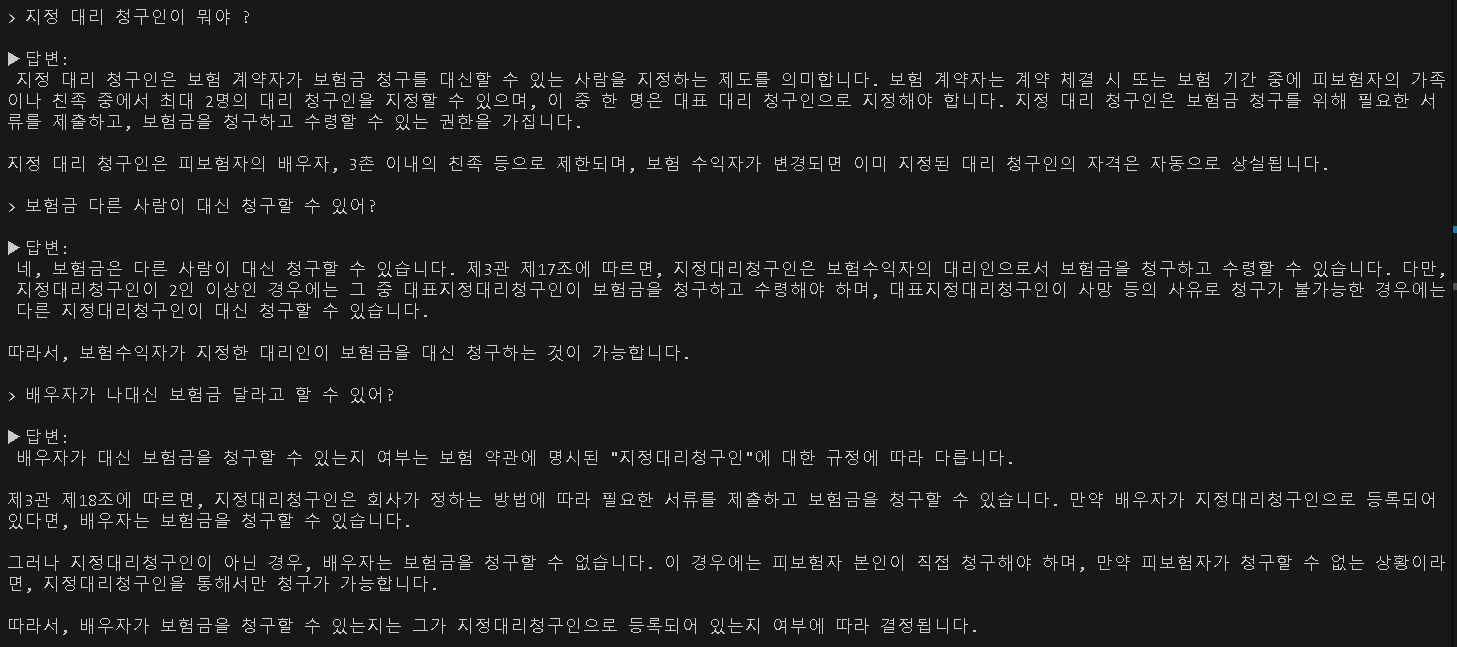 > 지정 대리 청구인이 뭐야 ?
▶ 답변:
지정 대리 청구인은 보험 계약자가 보험금 청구를 대신할 수 있는 사람을 지정하는 제도를 의미합니다. 보험 계약자는 계약 체결 시 또는 보험 기간 중에 피보험자의 가족
이나 친족 중에서 최대 2명의 대리 청구인을 지정할 수 있으며, 이 중 한 명은 대표 대리 청구인으로 지정해야 합니다. 지정 대리 청구인은 보험금 청구를 위해 필요한 서
류를 제출하고, 보험금을 청구하고 수령할 수 있는 권한을 가집니다.
지정 대리 청구인은 피보험자의 배우자, 3촌 이내의 친족 등으로 제한되며, 보험 수익자가 변경되면 이미 지정된 대리 청구인의 자격은 자동으로 상실됩니다.
> 보험금 다른 사람이 대신 청구할 수 있어?
▶ 답변:
네, 보험금은 다른 사람이 대신 청구할 수 있습니다. 제3관 제17조에 따르면, 지정대리청구인은 보험수익자의 대리인으로서 보험금을 청구하고 수령할 수 있습니다. 다만,
지정대리청구인이 2인 이상인 경우에는 그 중 대표지정대리청구인이 보험금을 청구하고 수령해야 하며, 대표지정대리청구인이 사망 등의 사유로 청구가 불가능한 경우에는
다른 지정대리청구인이 대신 청구할 수 있습니다.
따라서, 보험수익자가 지정한 대리인이 보험금을 대신 청구하는 것이 가능합니다.
> 배우자가 나대신 보험금 달라고 할 수 있어?
▶ 답변:
배우자가 대신 보험금을 청구할 수 있는지 여부는 보험 약관에 명시된 "지정대리청구인"에 대한 규정에 따라 다릅니다.
제3관 제18조에 따르면, 지정대리청구인은 회사가 정하는 방법에 따라 필요한 서류를 제출하고 보험금을 청구할 수 있습니다. 만약 배우자가 지정대리청구인으로 등록되어
있다면, 배우자는 보험금을 청구할 수 있습니다.
그러나 지정대리청구인이 아닌 경우, 배우자는 보험금을 청구할 수 없습니다. 이 경우에는 피보험자 본인이 직접 청구해야 하며, 만약 피보험자가 청구할 수 없는 상황이라
면, 지정대리청구인을 통해서만 청구가 가능합니다.
따라서, 배우자가 보험금을 청구할 수 있는지는 그가 지정대리청구인으로 등록되어 있는지 여부에 따라 결정됩니다.